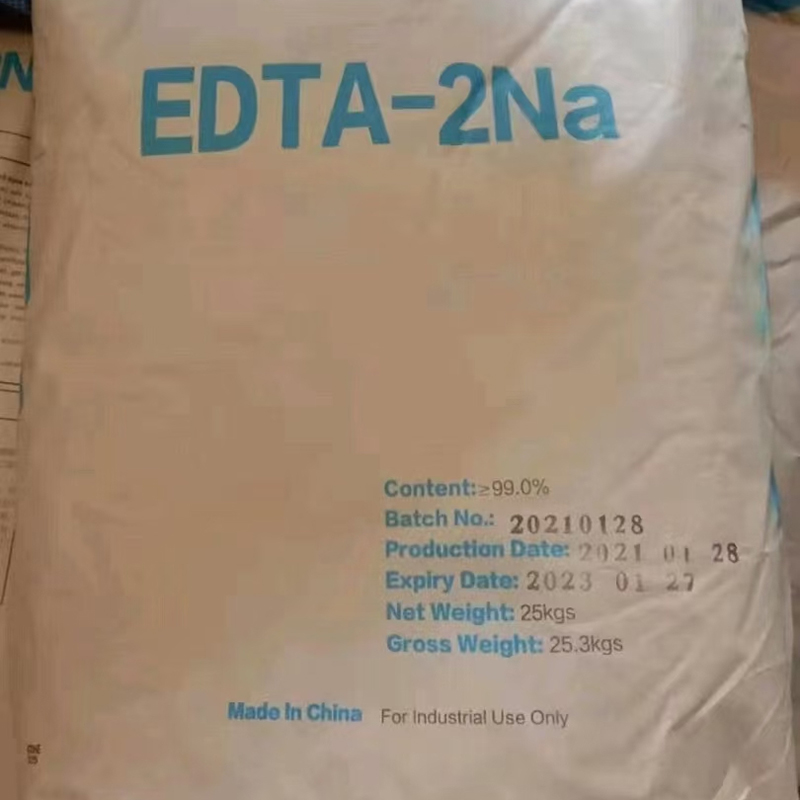 EDTA-2Na
Content:≥99.0%
Batch No.: 20210128
Production Date: 2021 01 28
Expiry Date: 2023 01 27
Net Weight: 25kgs
Gross Weight: 25.3kgs
Made In China For Industrial Use Only